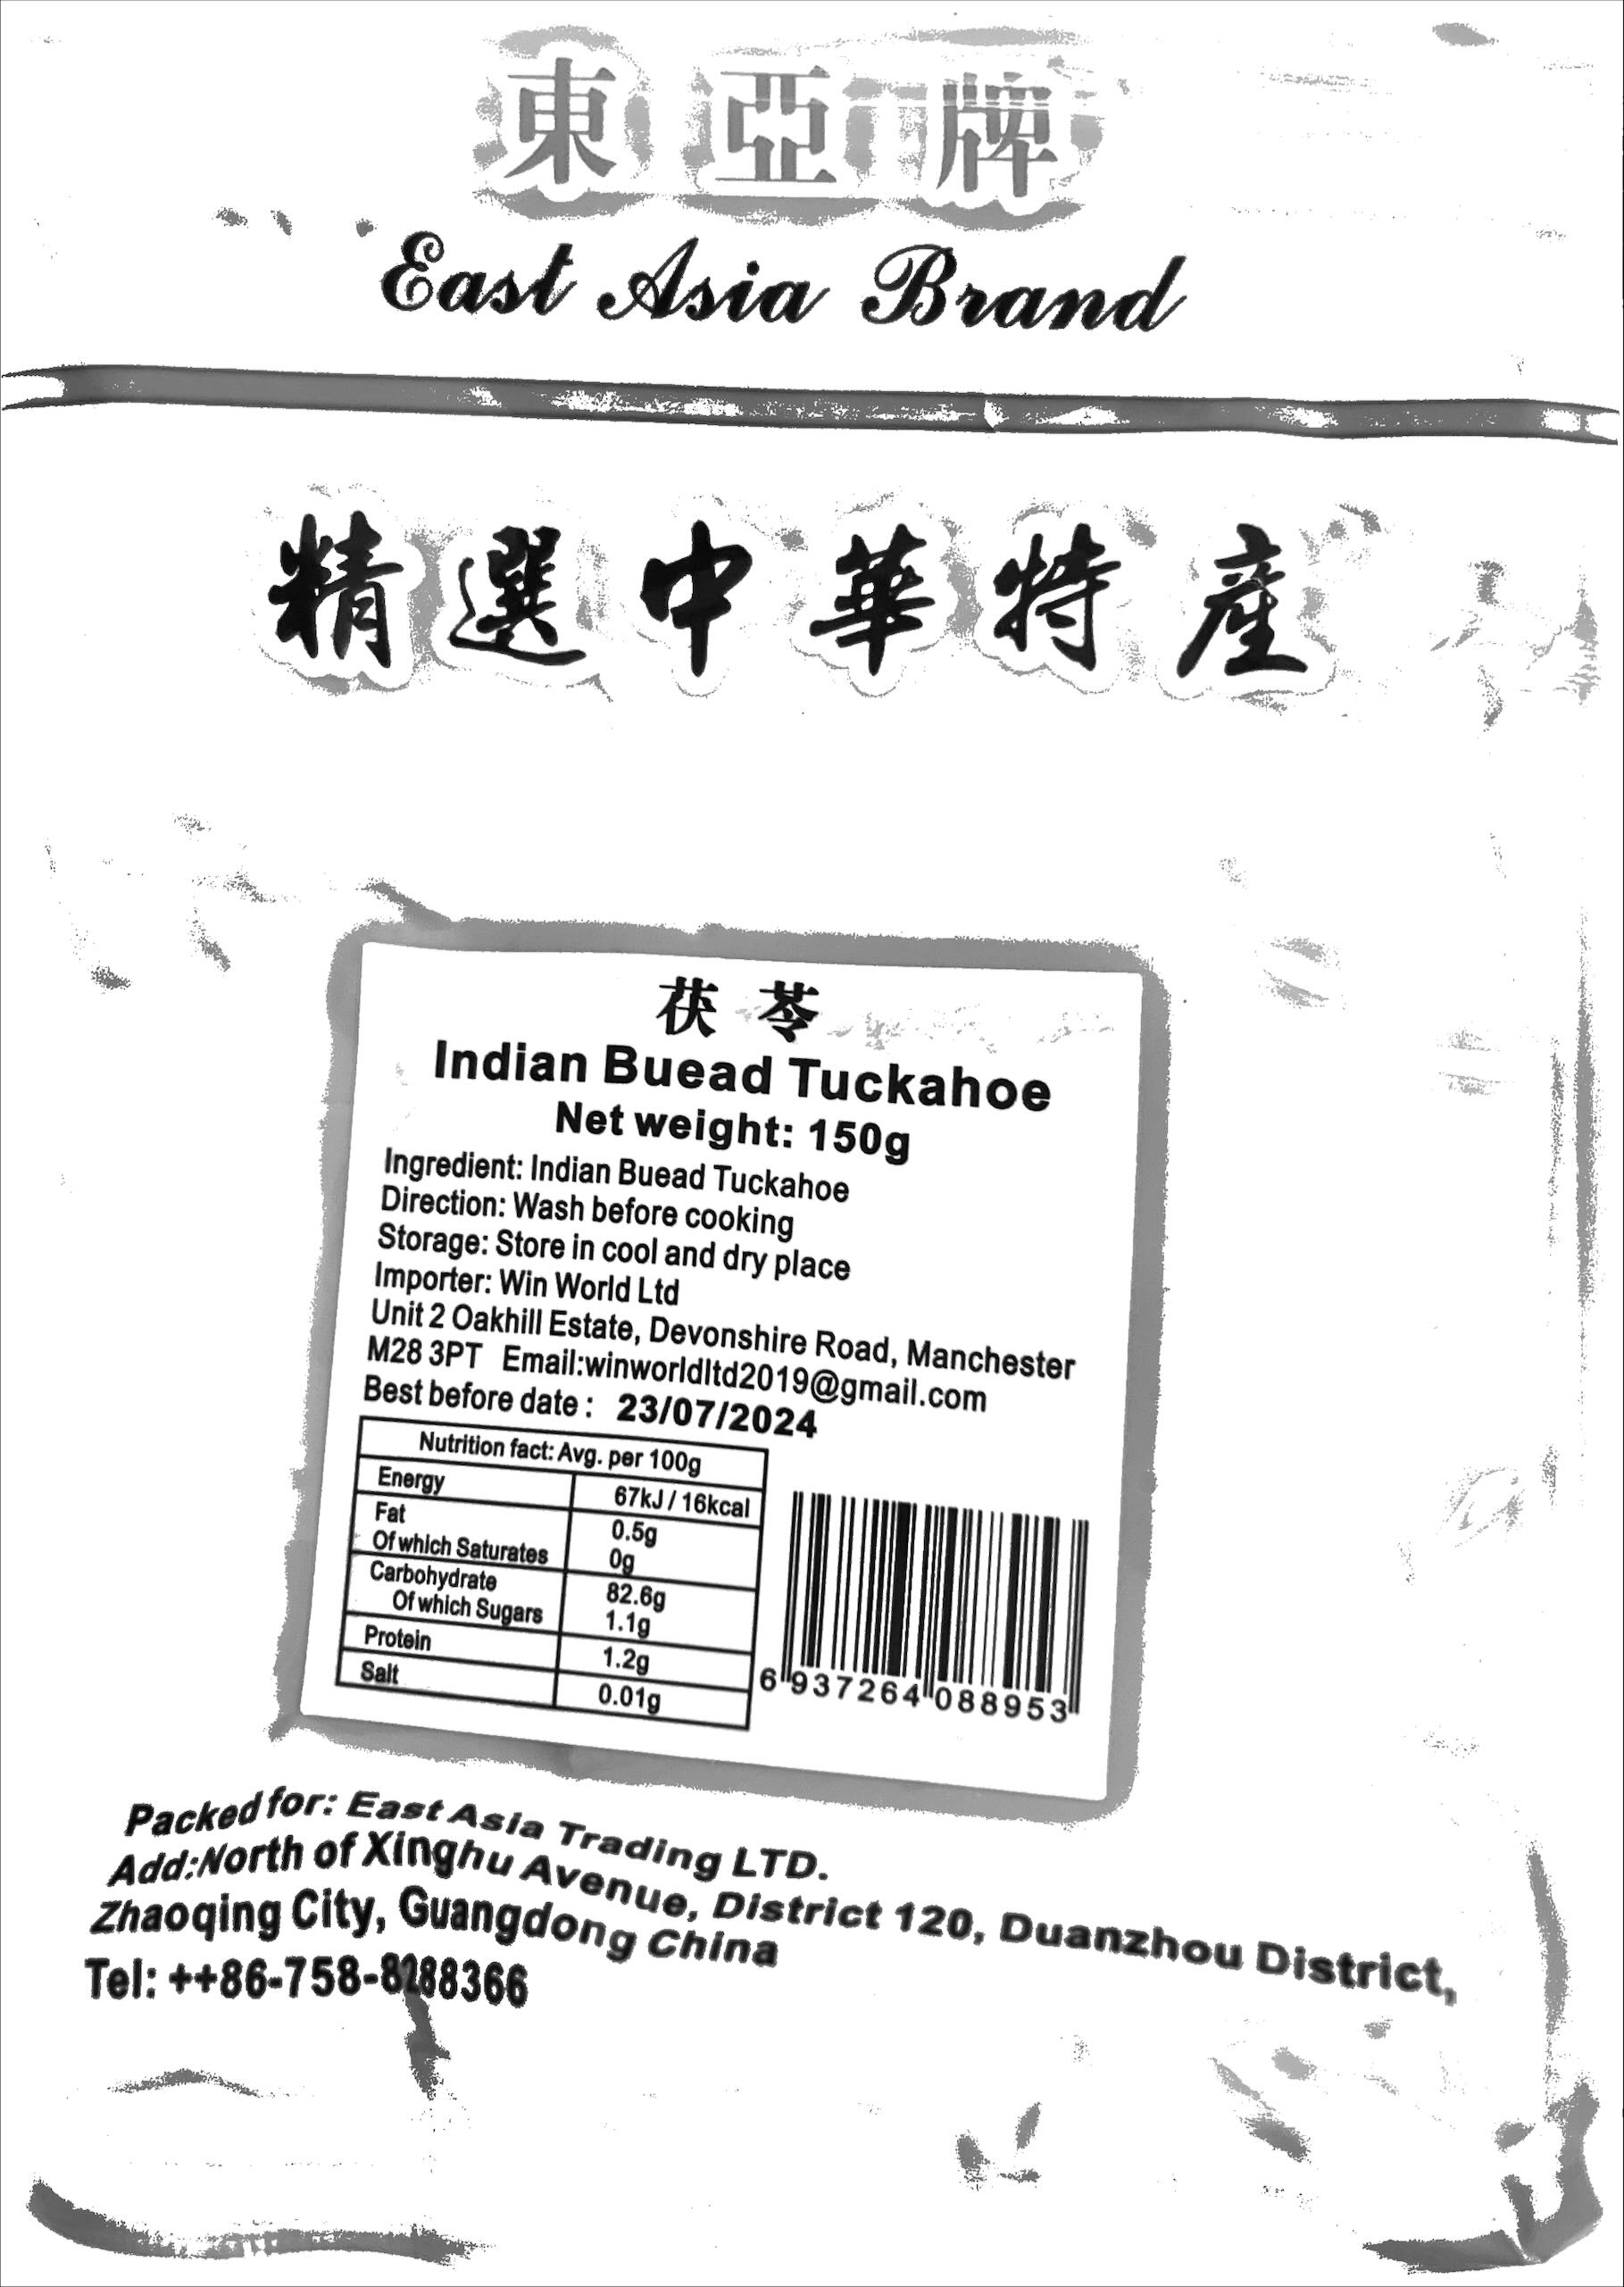 東亞牌
East Asia Brand
精選中華特產
茯苓
Indian Buead Tuckahoe
Net weight: 150g
Ingredient: Indian Buead Tuckahoe
Direction: Wash before cooking
Storage: Store in cool and dry place
Importer: Win World Ltd
Unit 2 Oakhill Estate, Devonshire Road, Manchester
M28 3PT Email:winworldltd2019@gmail.com
Best before date : 23/07/2024
Nutrition fact: Avg. per 100g
Energy 67kJ / 16kcal
Fat 0.5g
Of which Saturates 0g
Carbohydrate 82.6g
Of which Sugars 1.1g
Protein 1.2g
Salt 0.01g
6 937264 088953
Packed for: East Asia Trading LTD.
Add:North of Xinghu Avenue, District 120, Duanzhou District,
Zhaoqing City, Guangdong China
Tel: ++86-758-8288366